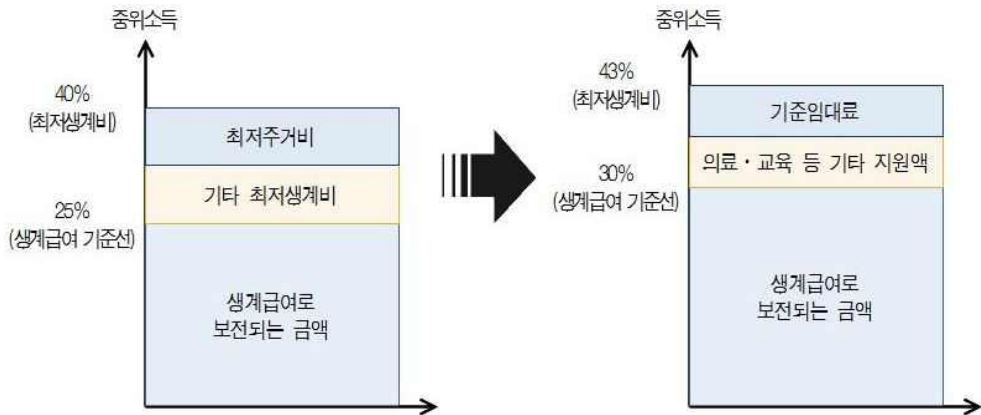 중위소득
40%
(최저생계비)
최저주거비
기타 최저생계비
25%
(생계급여 기준선)
생계급여로
보전되는 금액
중위소득
43%
(최저생계비)
기준임대료
의료·교육 등 기타 지원액
30%
(생계급여 기준선)
생계급여로
보전되는 금액